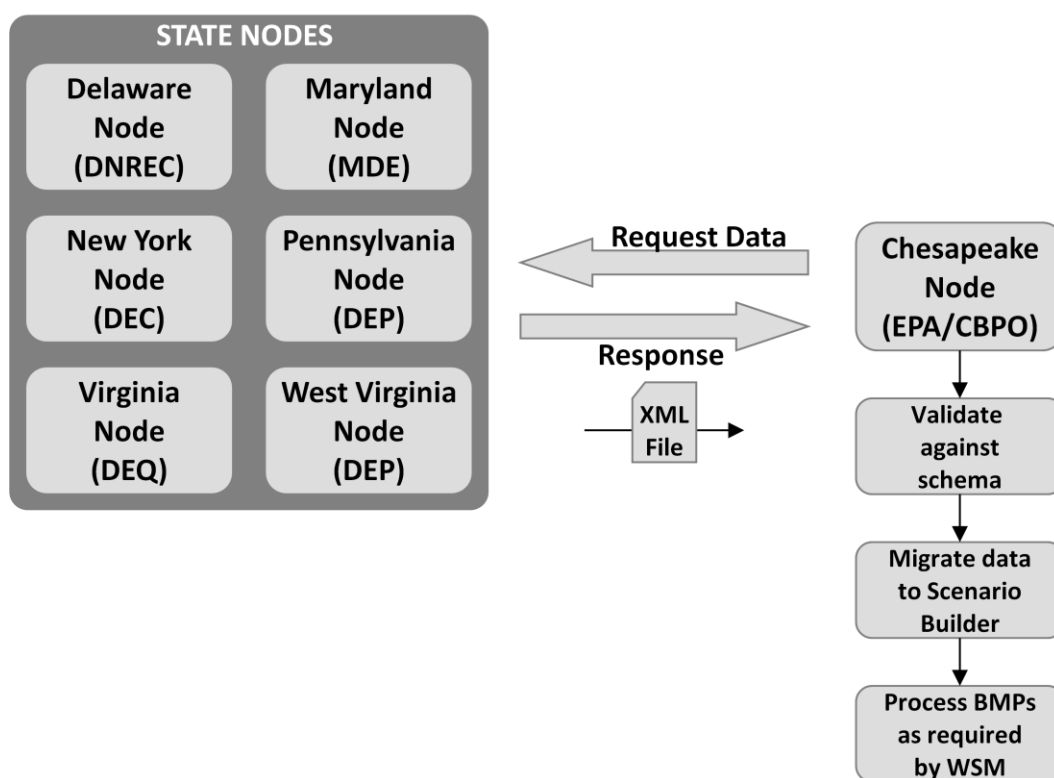 STATE NODES
Delaware
Node
(DNREC)
Maryland
Node
(MDE)
New York
Node
(DEC)
Pennsylvania
Node
(DEP)
Virginia
Node
(DEQ)
West Virginia
Node
(DEP)
Request Data
Response
XML
File
Chesapeake
Node
(EPA/CBPO)
Validate
against
schema
Migrate data
to Scenario
Builder
Process BMPs
as required
by WSM